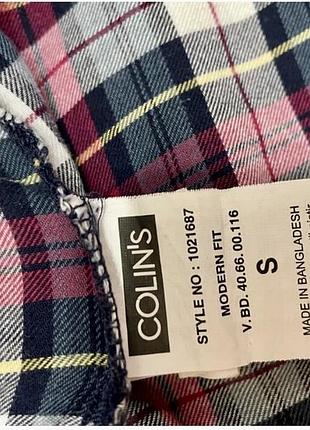 COLIN'S
STYLE NO : 1021687
MODERN FIT
V.BD. 40.66. 00.116
S
MADE IN BANGLADESH